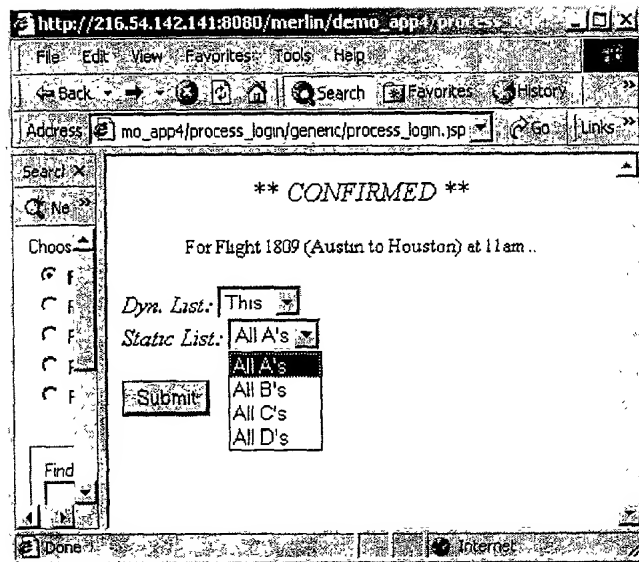 http://216.54.142.141:8080/merlin/demo_app4/process
File Edit View Favorites Tools Help
Back Search Favorites History »
Address mo_app4/process_login/generic/process_login.jsp Go Links »
Search
Ne »
** CONFIRMED **
Choos
For Flight 1809 (Austin to Houston) at 11am ..
Dyn. List.: This
Static List.: All A's
All A's
All B's
All C's
All D's
Submit
Find
Done Internet